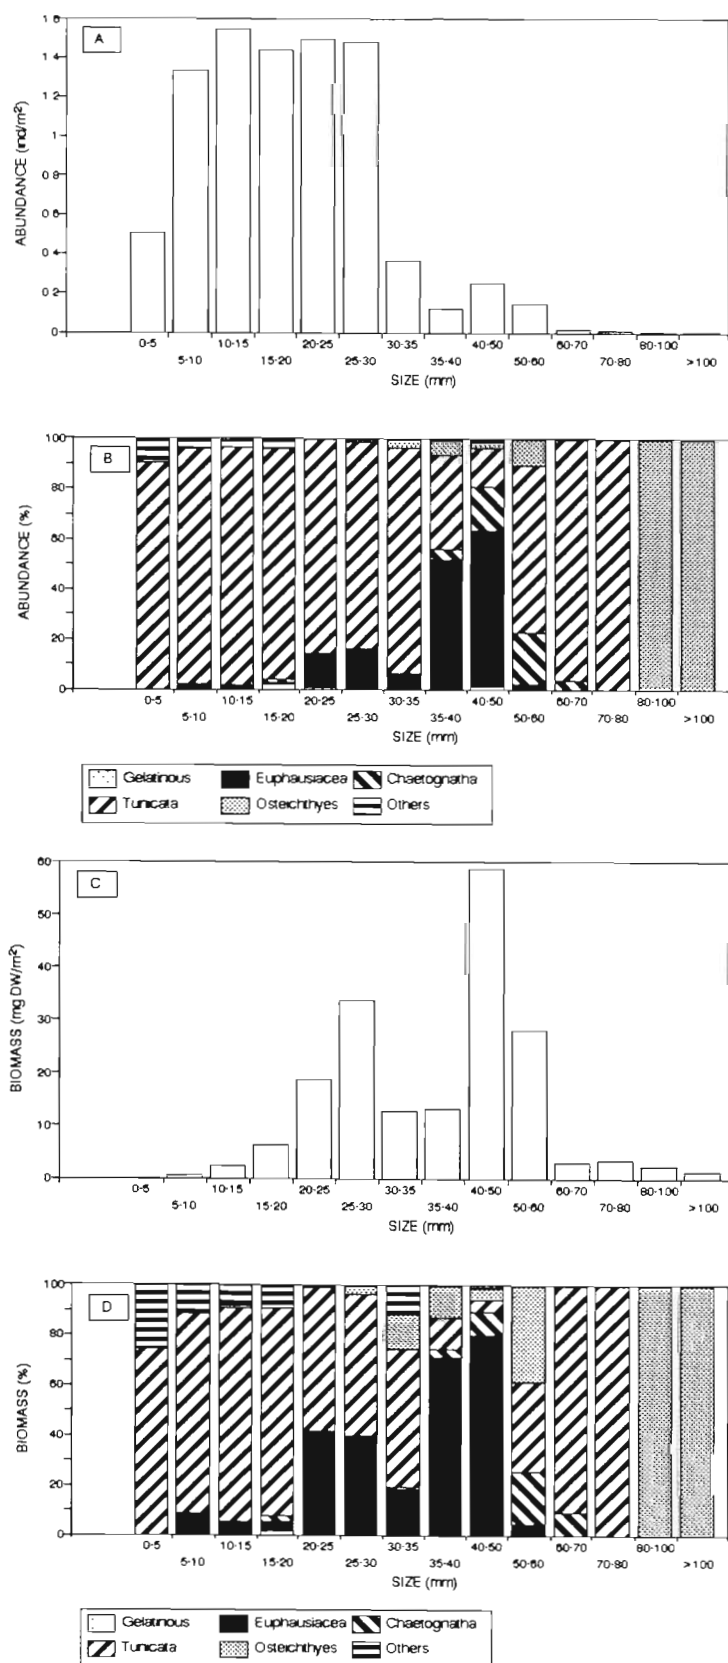 A
ABUNDANCE (ind/m²)
1.6
1.4
1.2
1
0.8
0.6
0.4
0.2
0
0-5 10-15 20-25 30-35 40-50 60-70 80-100
5-10 15-20 25-30 35-40 50-60 70-80 >100
SIZE (mm)
B
ABUNDANCE (%)
100
80
60
40
20
0
0-5 10-15 20-25 30-35 40-50 60-70 80-100
5-10 15-20 25-30 35-40 50-60 70-80 >100
SIZE (mm)
Gelatinous Euphausiacea Chaetognatha
Tunicata Osteichthyes Others
C
BIOMASS (mg DW/m²)
60
50
40
30
20
10
0
0-5 10-15 20-25 30-35 40-50 60-70 80-100
5-10 15-20 25-30 35-40 50-60 70-80 >100
SIZE (mm)
D
BIOMASS (%)
100
80
60
40
20
0
0-5 10-15 20-25 30-35 40-50 60-70 80-100
5-10 15-20 25-30 35-40 50-60 70-80 >100
SIZE (mm)
Gelatinous Euphausiacea Chaetognatha
Tunicata Osteichthyes Others